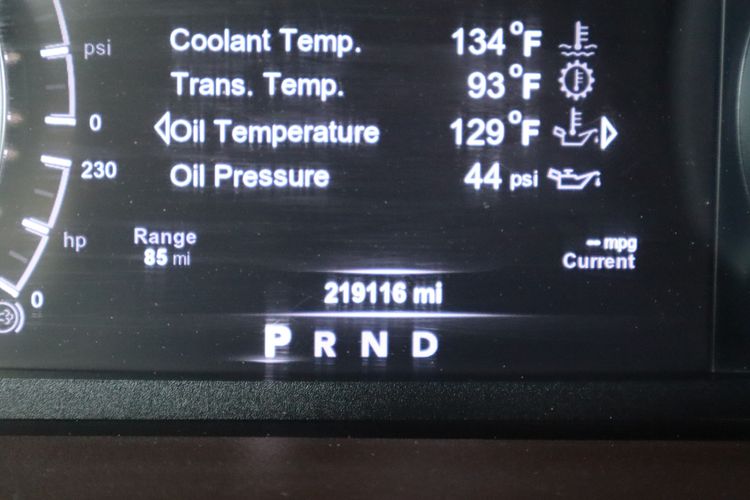 psi
Coolant Temp. 134°F
Trans. Temp. 93°F
0
Oil Temperature 129°F
230
Oil Pressure 44 psi
hp
Range
85 mi
-- mpg
Current
0
219116 mi
P R N D